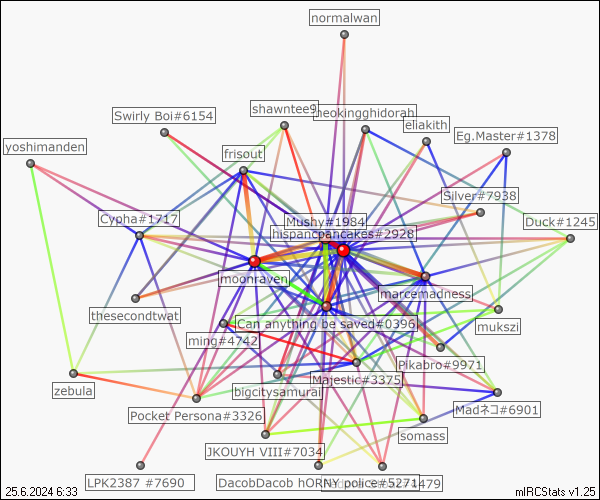 normalwan
shawntee9
heokingghidorah
Swirly Boi#6154
eliakith
Eg.Master#1378
yoshimanden
frisout
Silver#7938
Cypha#1717
Mushy#1984
Duck#1245
hispancpancakes#2928
moonraven
marcemadness
thesecondtwat
Can anything be saved#0396
mukszi
ming#4742
Pikabro#9971
Majestic#3375
zebula
bigcitysamurai
Pocket Persona#3326
Madネコ#6901
somass
JKOUYH VIII#7034
LPK2387 #7690
DacobDacob hORNY police#5271
#1479
25.6.2024 6:33
mIRCStats v1.25